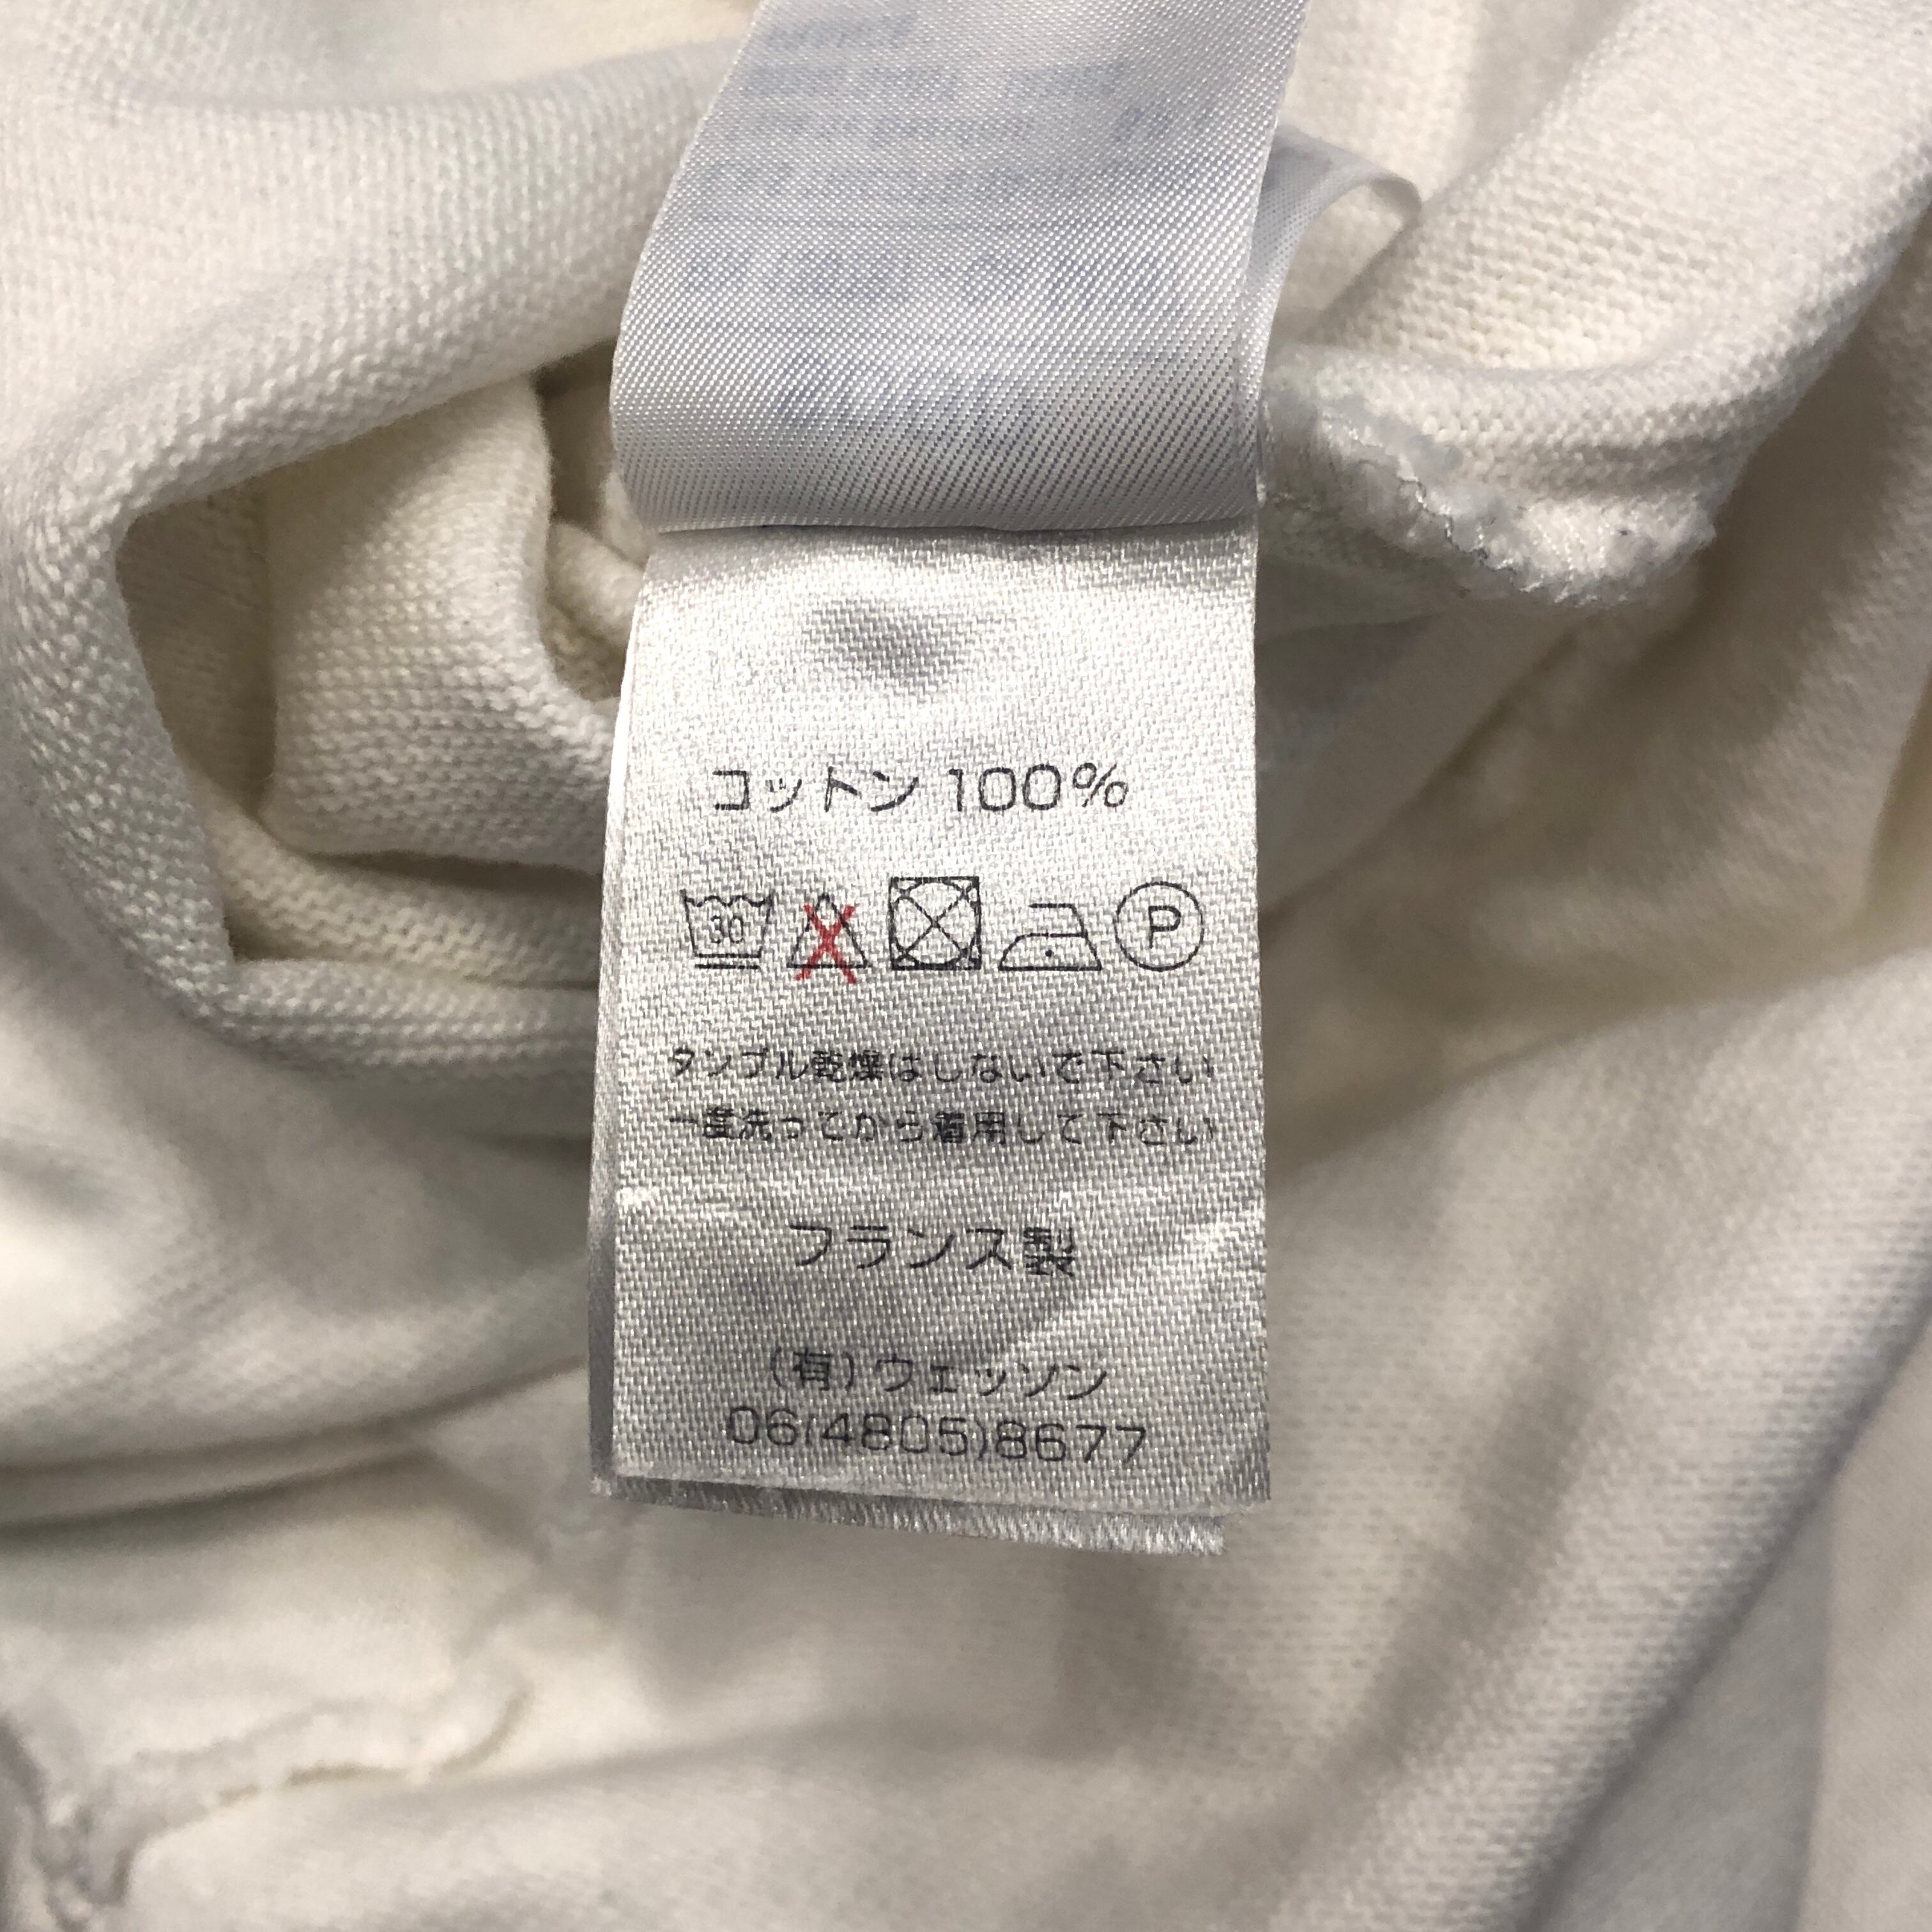 コットン 100%
30
P
タンブル乾燥はしないで下さい
一度洗ってから着用して下さい
フランス製
(有)ウェッソン
06(4805)8677